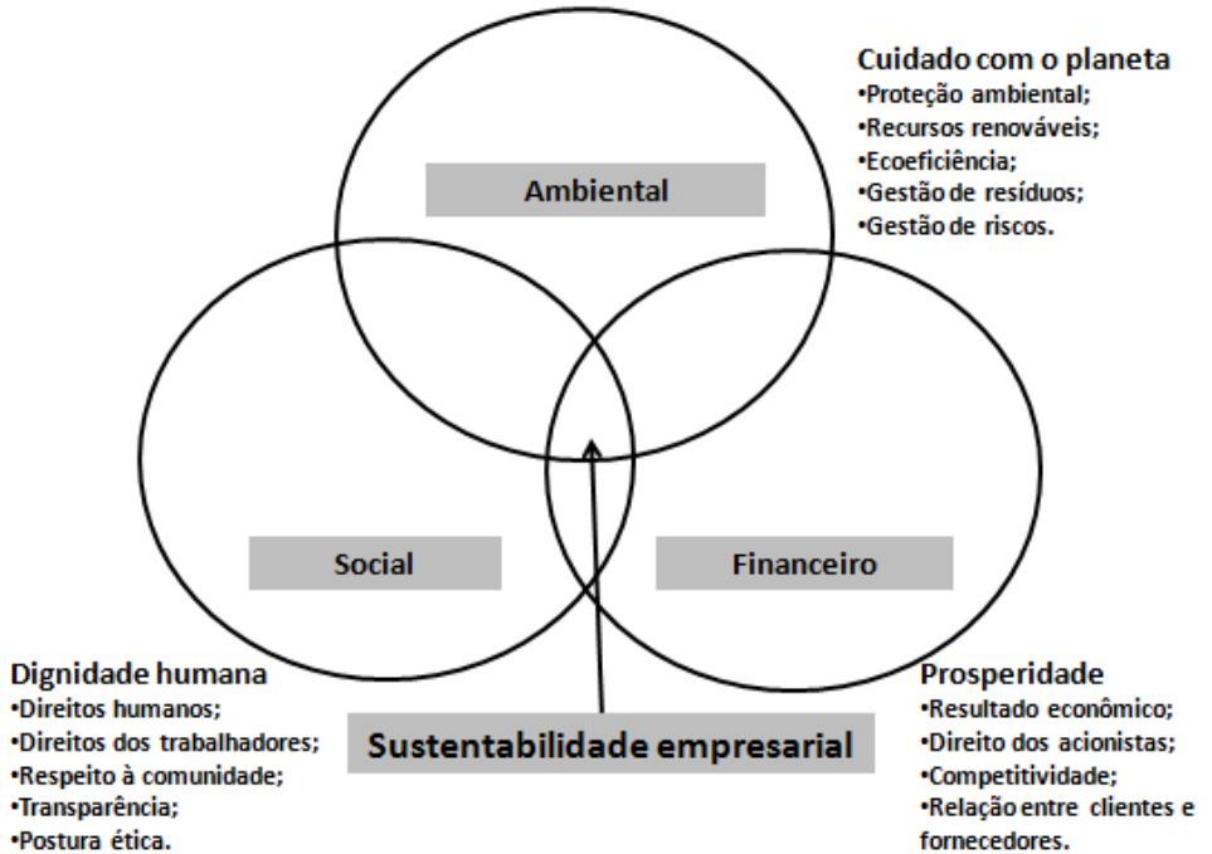 Cuidado com o planeta
•Proteção ambiental;
•Recursos renováveis;
•Ecoeficiência;
•Gestão de resíduos;
•Gestão de riscos.
Ambiental
Social
Financeiro
Dignidade humana
•Direitos humanos;
•Direitos dos trabalhadores;
•Respeito à comunidade;
•Transparência;
•Postura ética.
Sustentabilidade empresarial
Prosperidade
•Resultado econômico;
•Direito dos acionistas;
•Competitividade;
•Relação entre clientes e
fornecedores.